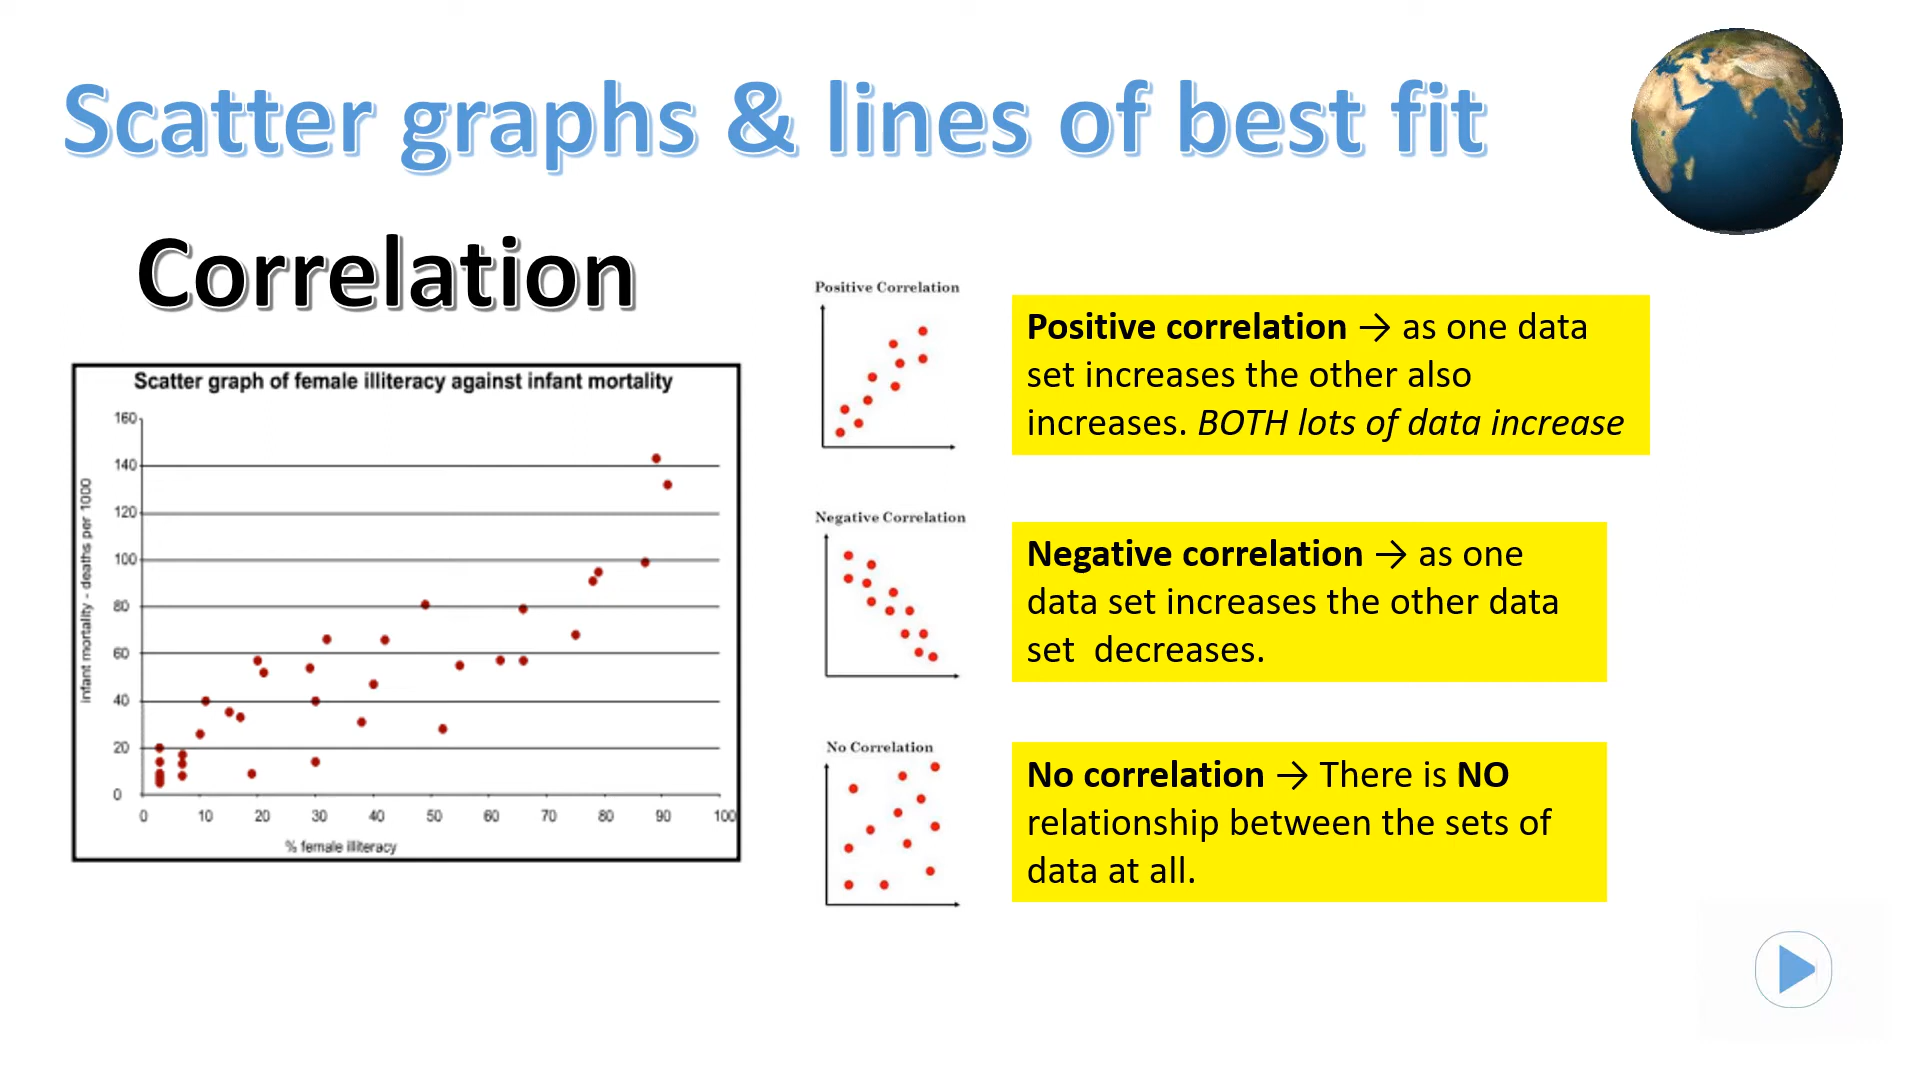 Scatter graphs & lines of best fit
Correlation
Scatter graph of female illiteracy against infant mortality
infant mortality - deaths per 1000
160
140
120
100
80
60
40
20
0
0 10 20 30 40 50 60 70 80 90 100
% female illiteracy
Positive Correlation
Positive correlation → as one data
set increases the other also
increases. BOTH lots of data increase
Negative Correlation
Negative correlation → as one
data set increases the other data
set  decreases.
No Correlation
No correlation → There is NO
relationship between the sets of
data at all.